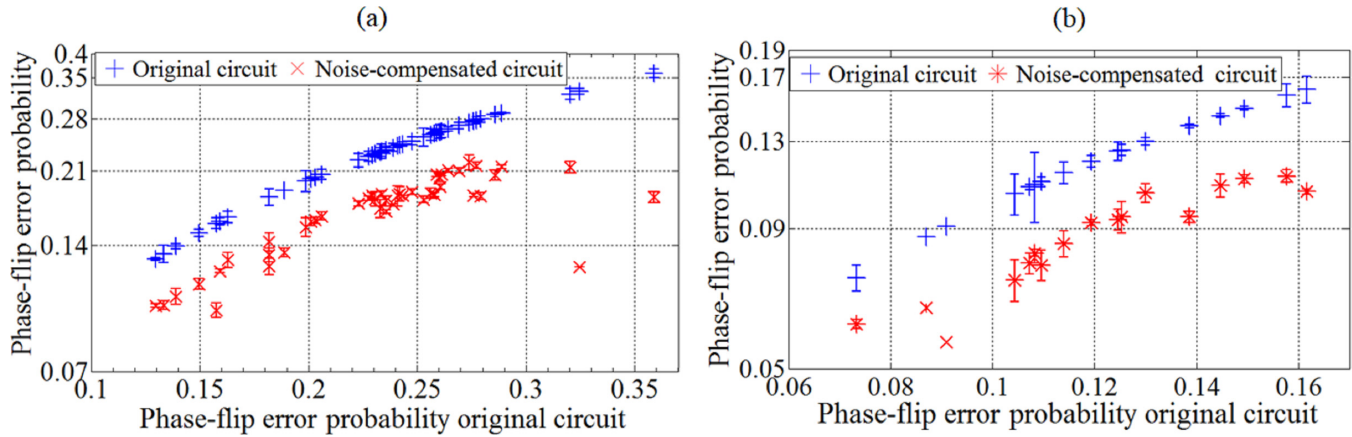 (a)
Phase-flip error probability
0.4
0.35
0.28
0.21
0.14
0.07
Original circuit
Noise-compensated circuit
0.1
0.15
0.2
0.25
0.3
0.35
Phase-flip error probability original circuit
(b)
Phase-flip error probability
0.19
0.17
0.13
0.09
0.05
Original circuit
Noise-compensated circuit
0.06
0.08
0.1
0.12
0.14
0.16
Phase-flip error probability original circuit